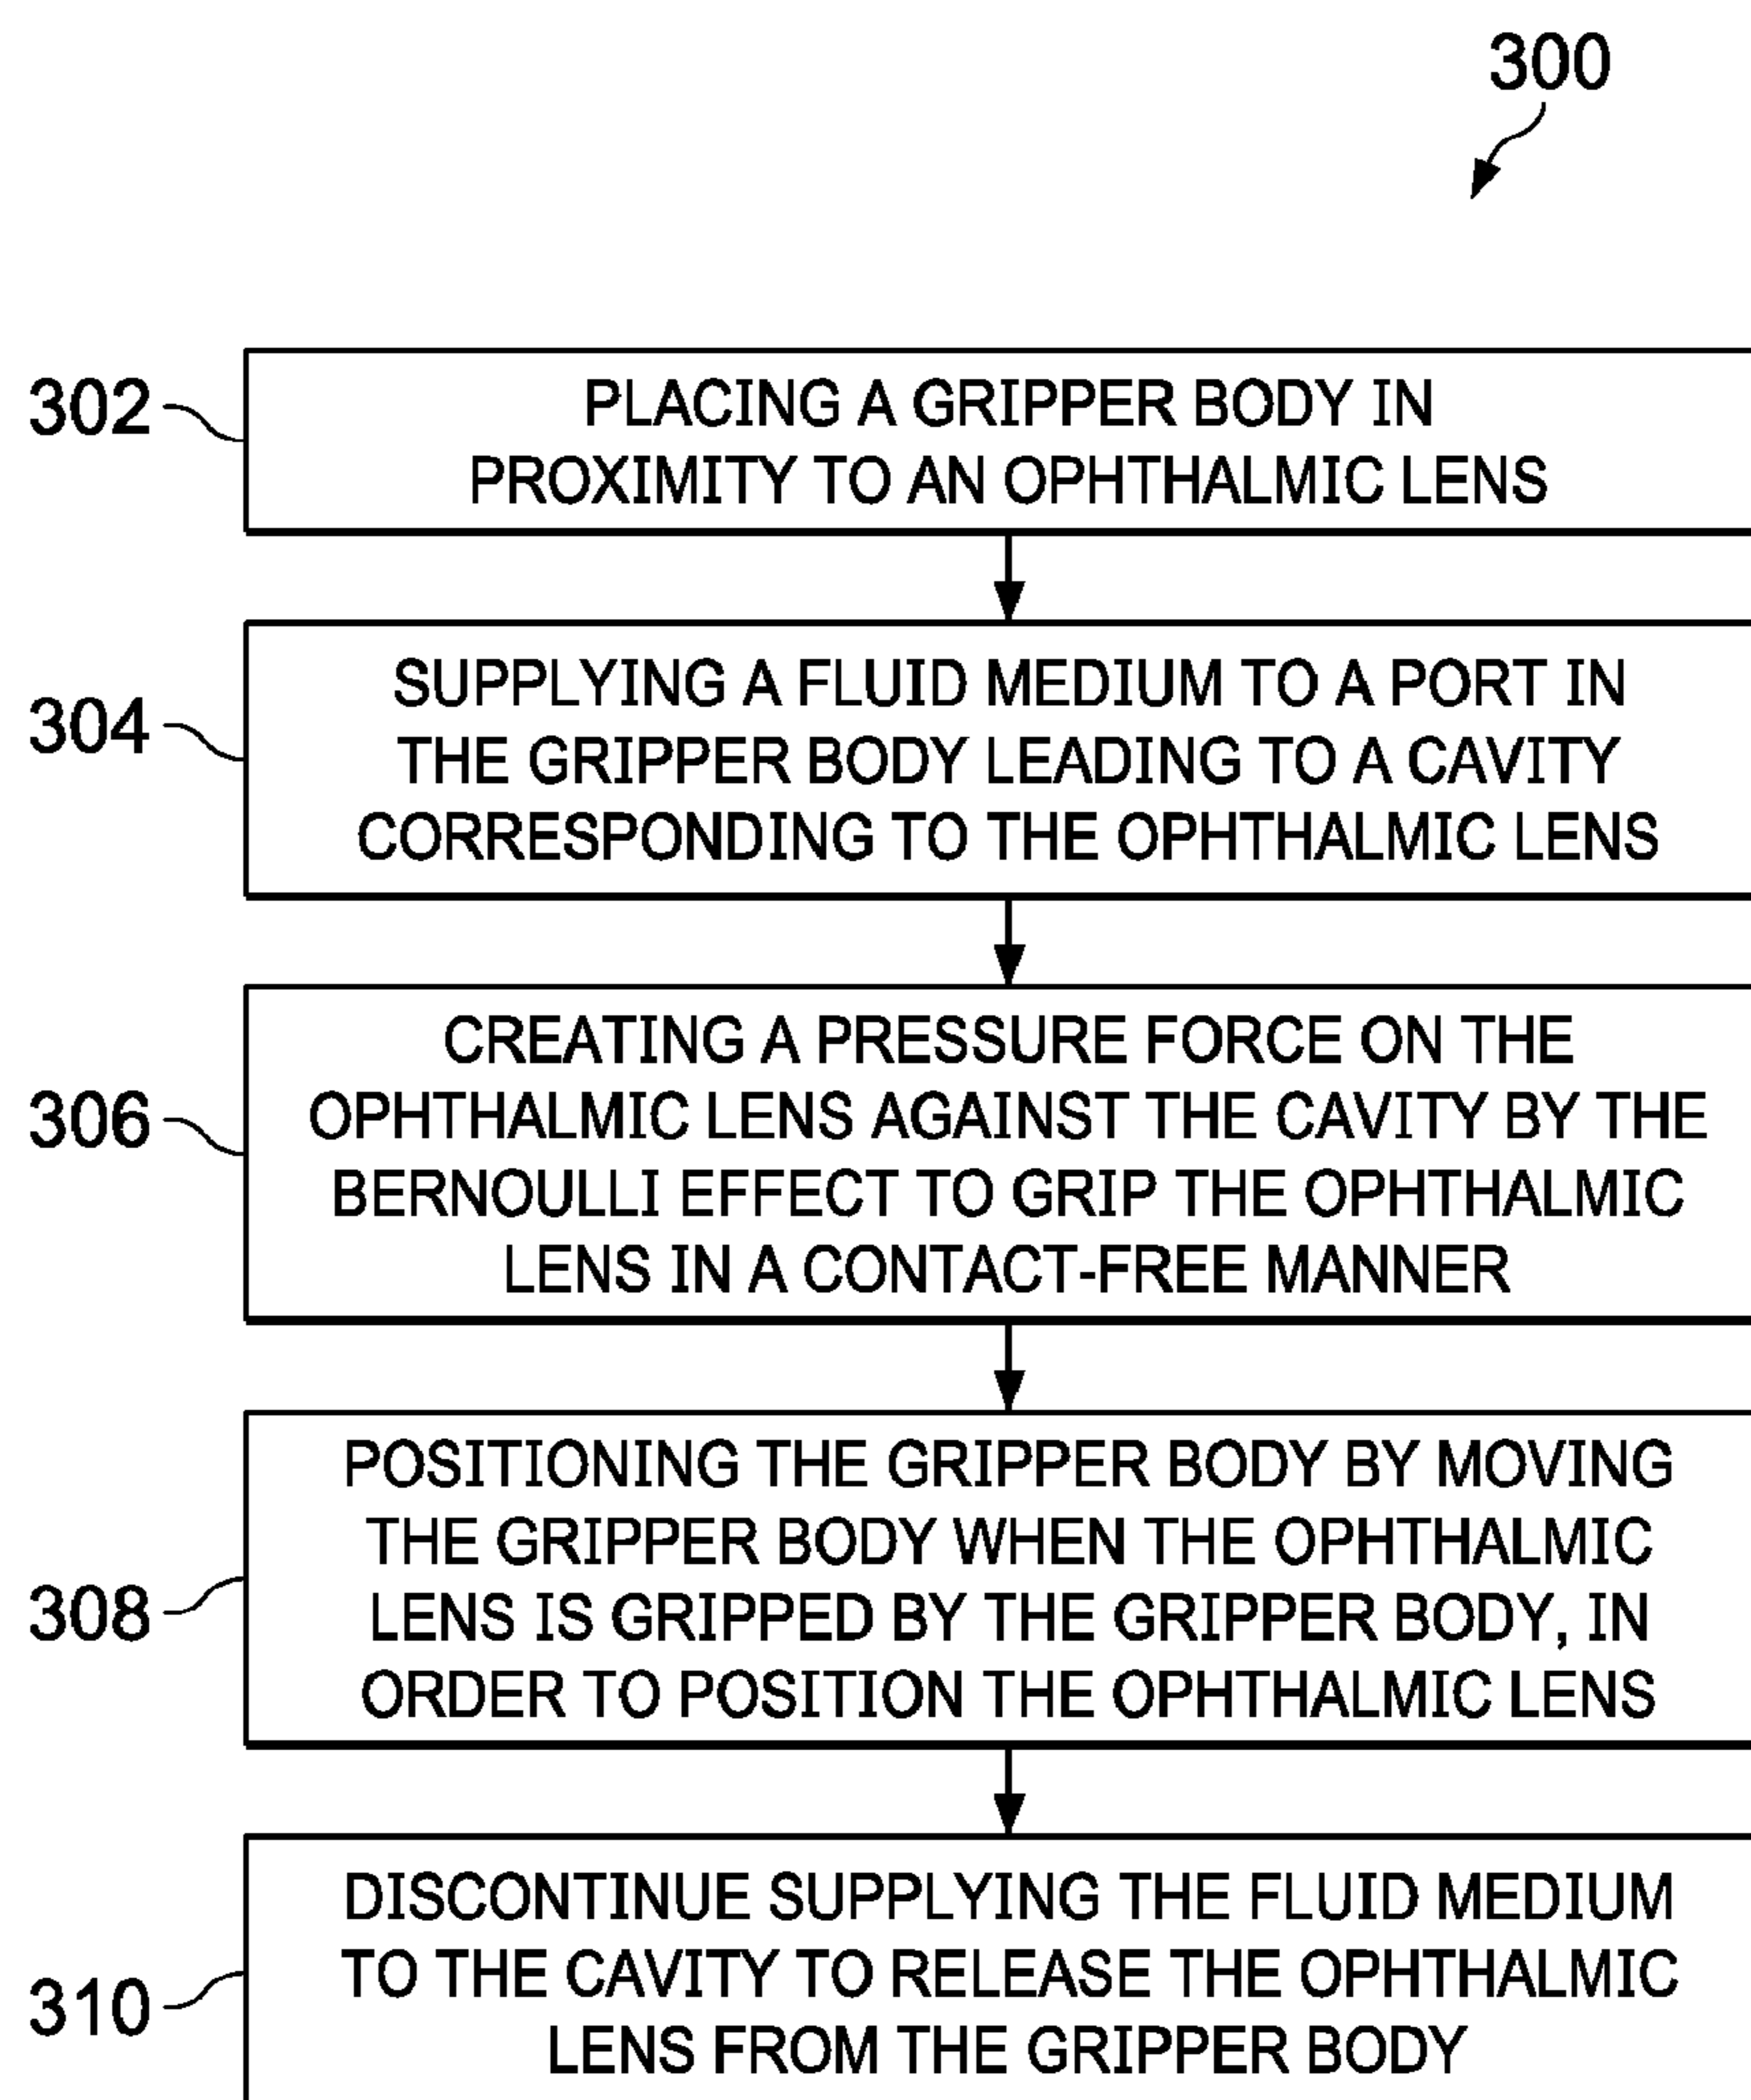 300
302
PLACING A GRIPPER BODY IN
PROXIMITY TO AN OPHTHALMIC LENS
304
SUPPLYING A FLUID MEDIUM TO A PORT IN
THE GRIPPER BODY LEADING TO A CAVITY
CORRESPONDING TO THE OPHTHALMIC LENS
306
CREATING A PRESSURE FORCE ON THE
OPHTHALMIC LENS AGAINST THE CAVITY BY THE
BERNOULLI EFFECT TO GRIP THE OPHTHALMIC
LENS IN A CONTACT-FREE MANNER
308
POSITIONING THE GRIPPER BODY BY MOVING
THE GRIPPER BODY WHEN THE OPHTHALMIC
LENS IS GRIPPED BY THE GRIPPER BODY, IN
ORDER TO POSITION THE OPHTHALMIC LENS
310
DISCONTINUE SUPPLYING THE FLUID MEDIUM
TO THE CAVITY TO RELEASE THE OPHTHALMIC
LENS FROM THE GRIPPER BODY